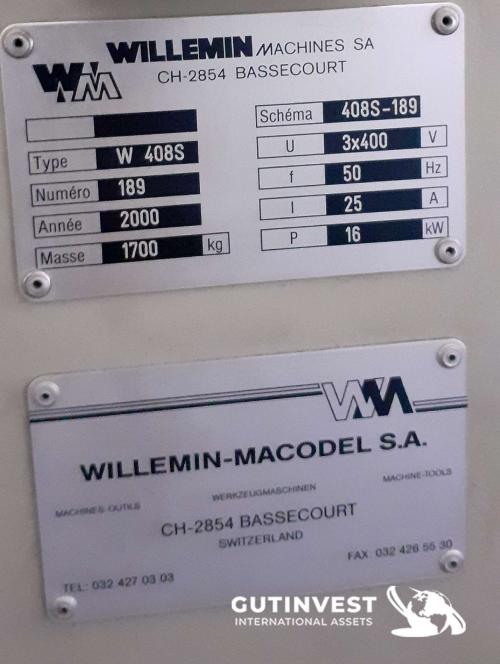 WM WILLEMIN MACHINES SA
CH-2854 BASSECOURT
Type W 408S
Numéro 189
Année 2000
Masse 1700 kg
Schéma 408S-189
U 3x400 V
f 50 Hz
I 25 A
P 16 kW
WM
WILLEMIN-MACODEL S.A.
MACHINES-OUTILS WERKZEUGMASCHINEN MACHINE-TOOLS
CH-2854 BASSECOURT
SWITZERLAND
TEL: 032 427 03 03 FAX: 032 426 55 30
GUTINVEST
INTERNATIONAL ASSETS